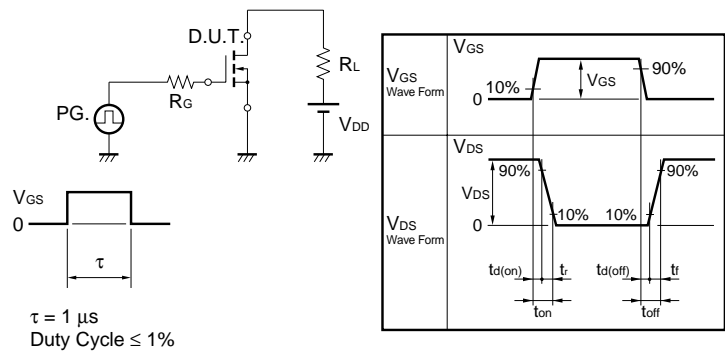 D.U.T.
RL
RG
PG.
VDD
VGS
0
τ
τ = 1 μs
Duty Cycle ≤ 1%
VGS
Wave Form
VGS
10%
VGS
90%
0
VDS
Wave Form
VDS
90%
VDS
10%
10%
90%
0
td(on)
tr
td(off)
tf
ton
toff